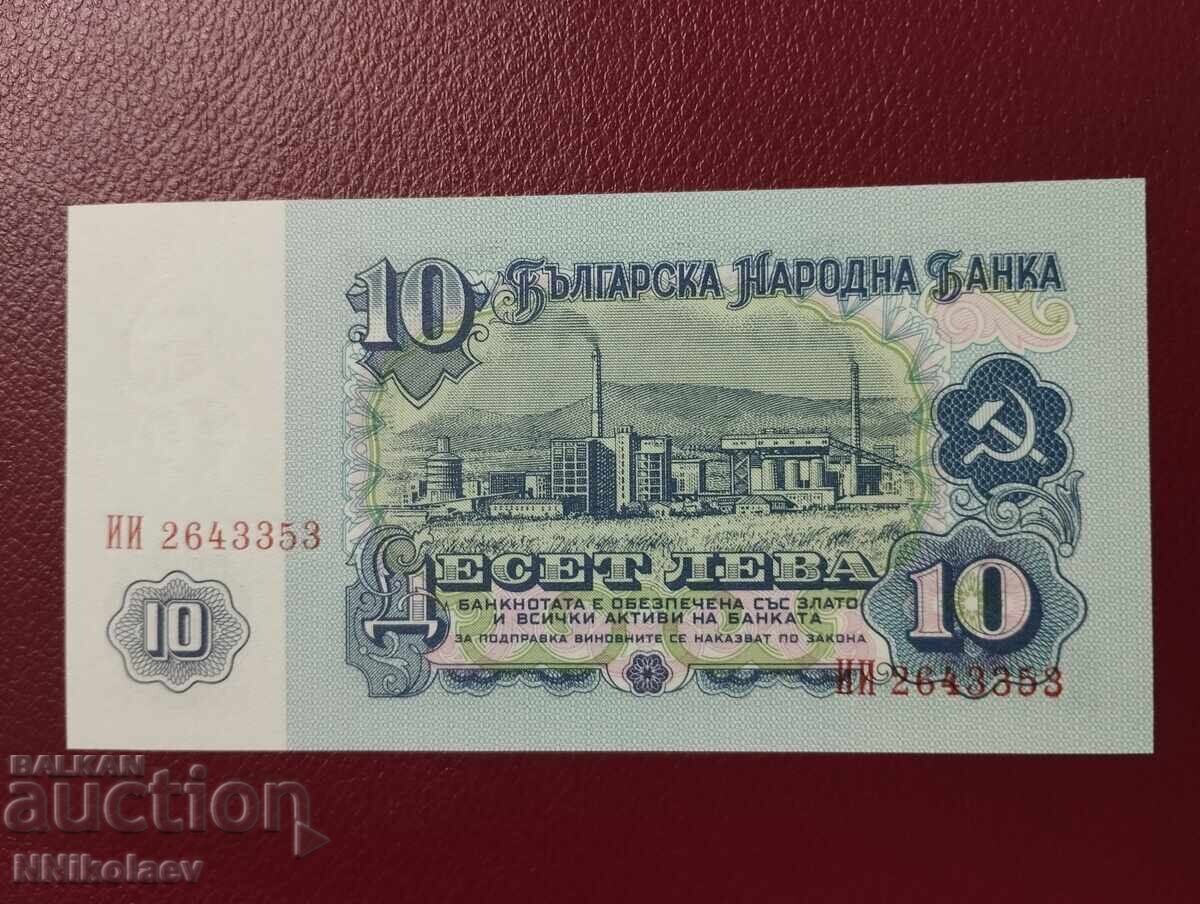 10 БЪЛГАРСКА НАРОДНА БАНКА
ИИ 2643353
10
ДЕСЕТ ЛЕВА
БАНКНОТАТА Е ОБЕЗПЕЧЕНА СЪС ЗЛАТО
И ВСИЧКИ АКТИВИ НА БАНКАТА
ЗА ПОДПРАВКА ВИНОВНИТЕ СЕ НАКАЗВАТ ПО ЗАКОНА
10
ИИ 2643353
BALKAN
auction
NNikolaev